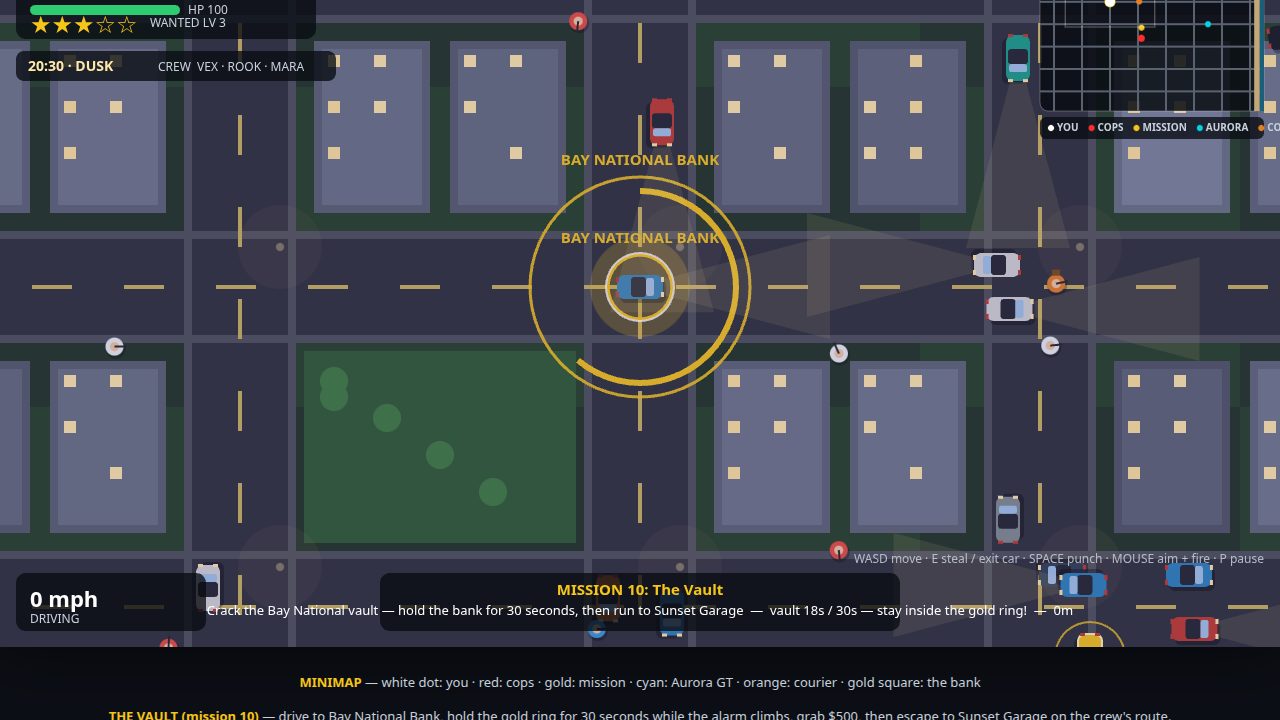 HP 100
★★★☆☆ WANTED LV 3
20:30 · DUSK CREW VEX · ROOK · MARA
YOU COPS MISSION AURORA CO
BAY NATIONAL BANK
BAY NATIONAL BANK
WASD move · E steal / exit car · SPACE punch · MOUSE aim + fire · P pause
0 mph
DRIVING
MISSION 10: The Vault
Crack the Bay National vault — hold the bank for 30 seconds, then run to Sunset Garage — vault 18s / 30s — stay inside the gold ring! — 0m
MINIMAP — white dot: you · red: cops · gold: mission · cyan: Aurora GT · orange: courier · gold square: the bank
THE VAULT (mission 10) — drive to Bay National Bank, hold the gold ring for 30 seconds while the alarm climbs, grab $500, then escape to Sunset Garage on the crew's route.